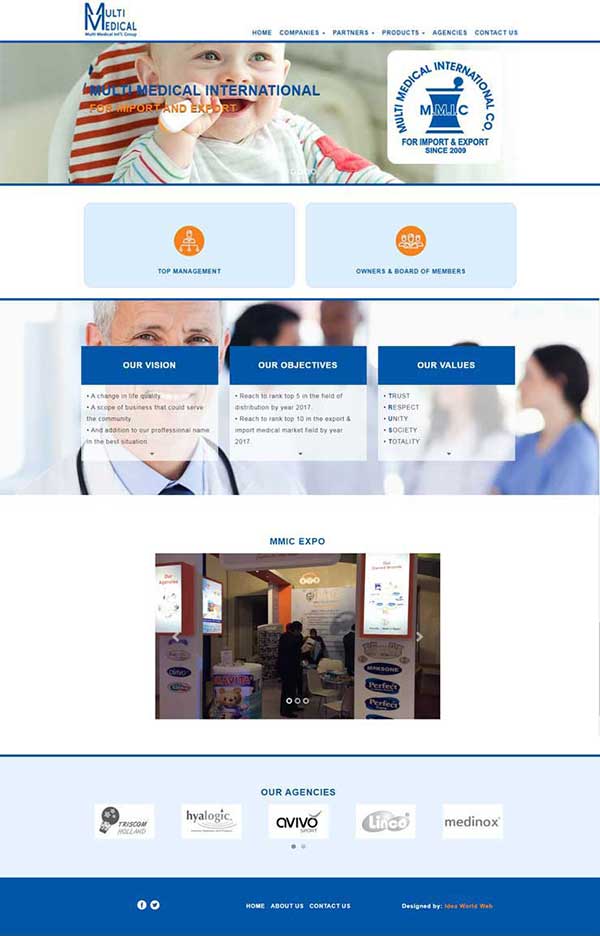 MULTI
MEDICAL
Multi Medical Int'l. Group
HOME COMPANIES PARTNERS PRODUCTS AGENCIES CONTACT US
MULTI MEDICAL INTERNATIONAL
FOR IMPORT AND EXPORT
MULTI MEDICAL INTERNATIONAL CO.
M.M.I.C
FOR IMPORT & EXPORT
SINCE 2009
TOP MANAGEMENT
OWNERS & BOARD OF MEMBERS
OUR VISION
• A change in life quality
• A scope of business that could serve
the community.
• And addition to our proffessional name
in the best situation.
OUR OBJECTIVES
• Reach to rank top 5 in the field of
distribution by year 2017.
• Reach to rank top 10 in the export &
import medical market field by year
2017.
OUR VALUES
• TRUST
• RESPECT
• UNITY
• SOCIETY
• TOTALITY
MMIC EXPO
Our
Agencies
MAKSONE
Perfect
Perfect
OUR AGENCIES
TRISCOM
HOLLAND
hyalogic
avivo
SPORT
Linco
medinox
HOME ABOUT US CONTACT US
Designed by: Idea World Web